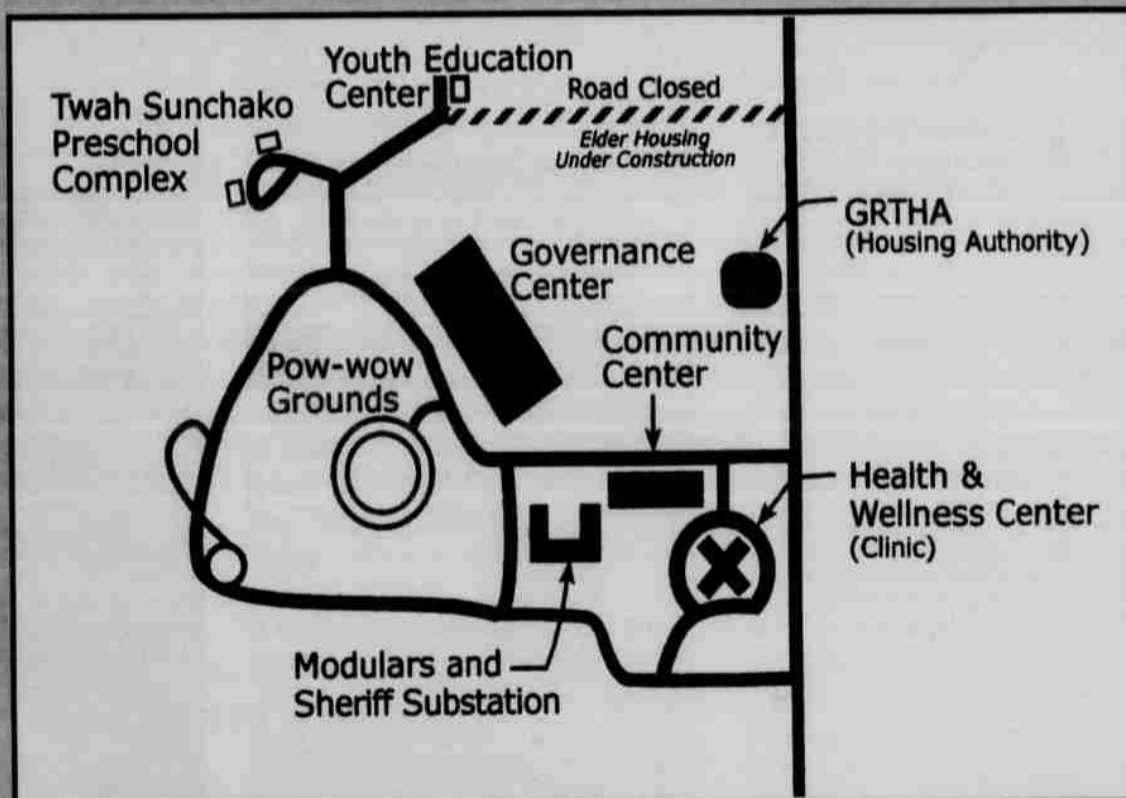 Youth Education
Center
Road Closed
Elder Housing
Under Construction
Twah Sunchako
Preschool
Complex
GRTHA
(Housing Authority)
Governance
Center
Community
Center
Pow-wow
Grounds
Health &
Wellness Center
(Clinic)
Modulars and
Sheriff Substation